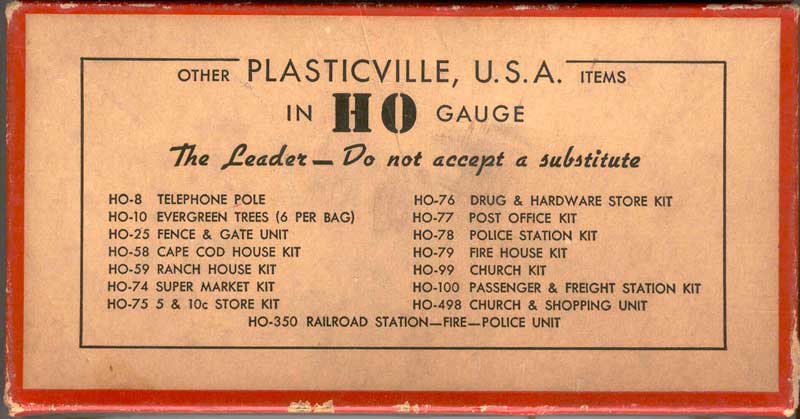 OTHER PLASTICVILLE, U.S.A. ITEMS
IN HO GAUGE
The Leader — Do not accept a substitute
HO-8 TELEPHONE POLE
HO-10 EVERGREEN TREES (6 PER BAG)
HO-25 FENCE & GATE UNIT
HO-58 CAPE COD HOUSE KIT
HO-59 RANCH HOUSE KIT
HO-74 SUPER MARKET KIT
HO-75 5 & 10c STORE KIT
HO-76 DRUG & HARDWARE STORE KIT
HO-77 POST OFFICE KIT
HO-78 POLICE STATION KIT
HO-79 FIRE HOUSE KIT
HO-99 CHURCH KIT
HO-100 PASSENGER & FREIGHT STATION KIT
HO-498 CHURCH & SHOPPING UNIT
HO-350 RAILROAD STATION—FIRE—POLICE UNIT